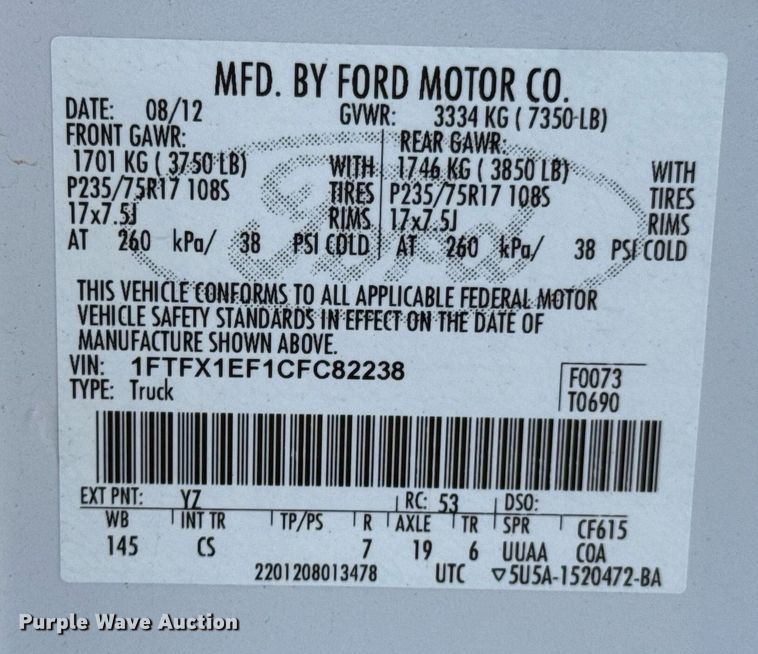 MFD. BY FORD MOTOR CO.
DATE: 08/12 GVWR: 3334 KG ( 7350 LB)
FRONT GAWR: REAR GAWR:
1701 KG ( 3750 LB) WITH 1746 KG ( 3850 LB) WITH
P235/75R17 108S TIRES P235/75R17 108S TIRES
17x7.5J RIMS 17x7.5J RIMS
AT 260 kPa/ 38 PSI COLD AT 260 kPa/ 38 PSI COLD
Ford
THIS VEHICLE CONFORMS TO ALL APPLICABLE FEDERAL MOTOR
VEHICLE SAFETY STANDARDS IN EFFECT ON THE DATE OF
MANUFACTURE SHOWN ABOVE.
VIN: 1FTFX1EF1CFC82238 F0073
TYPE: Truck T0690
EXT PNT: YZ RC: 53 DSO:
WB INT TR TP/PS R AXLE TR SPR CF615
145 CS 7 19 6 UUAA COA
2201208013478 UTC ▽5U5A-1520472-BA
Purple Wave Auction